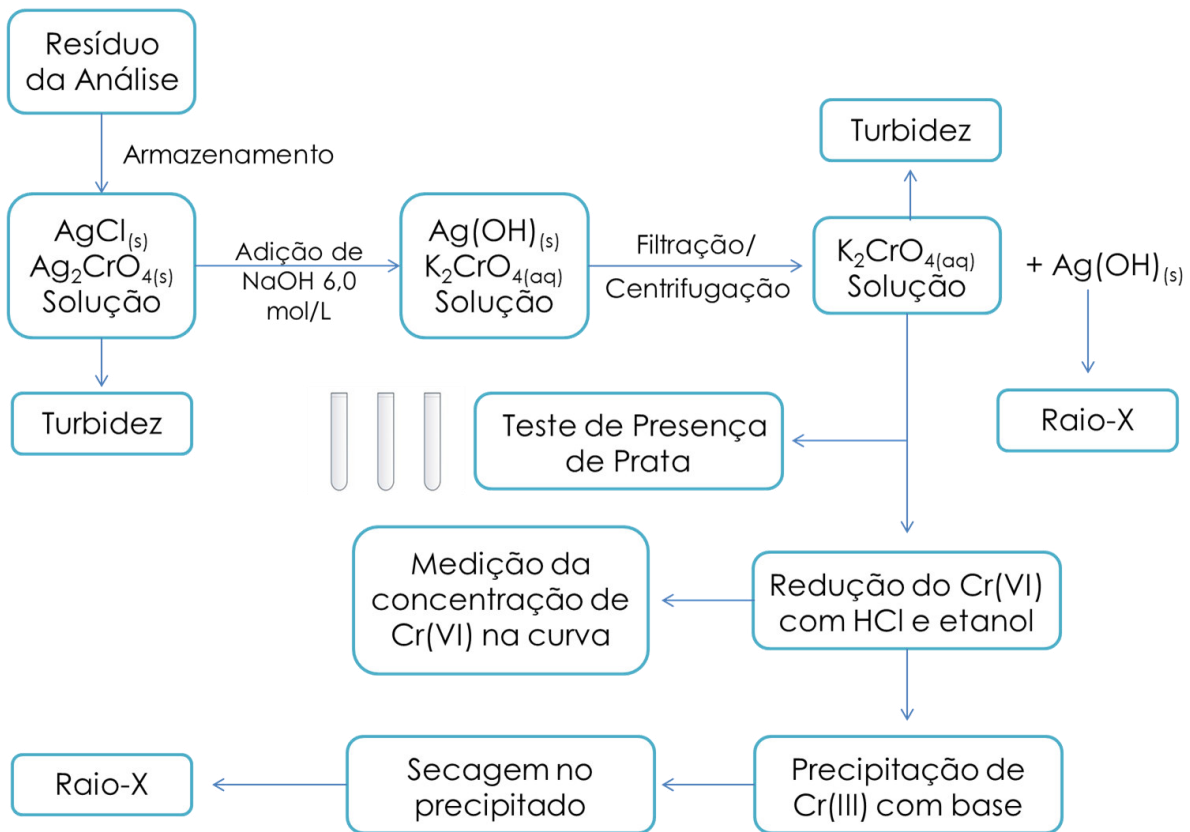 Resíduo
da Análise
Armazenamento
Turbidez
AgCl(s)
Ag2CrO4(s)
Solução
Adição de
NaOH 6,0
mol/L
Ag(OH)(s)
K2CrO4(aq)
Solução
Filtração/
Centrifugação
K2CrO4(aq)
Solução
+ Ag(OH)(s)
Turbidez
Teste de Presença
de Prata
Raio-X
Medição da
concentração de
Cr(VI) na curva
Redução do Cr(VI)
com HCl e etanol
Raio-X
Secagem no
precipitado
Precipitação de
Cr(III) com base